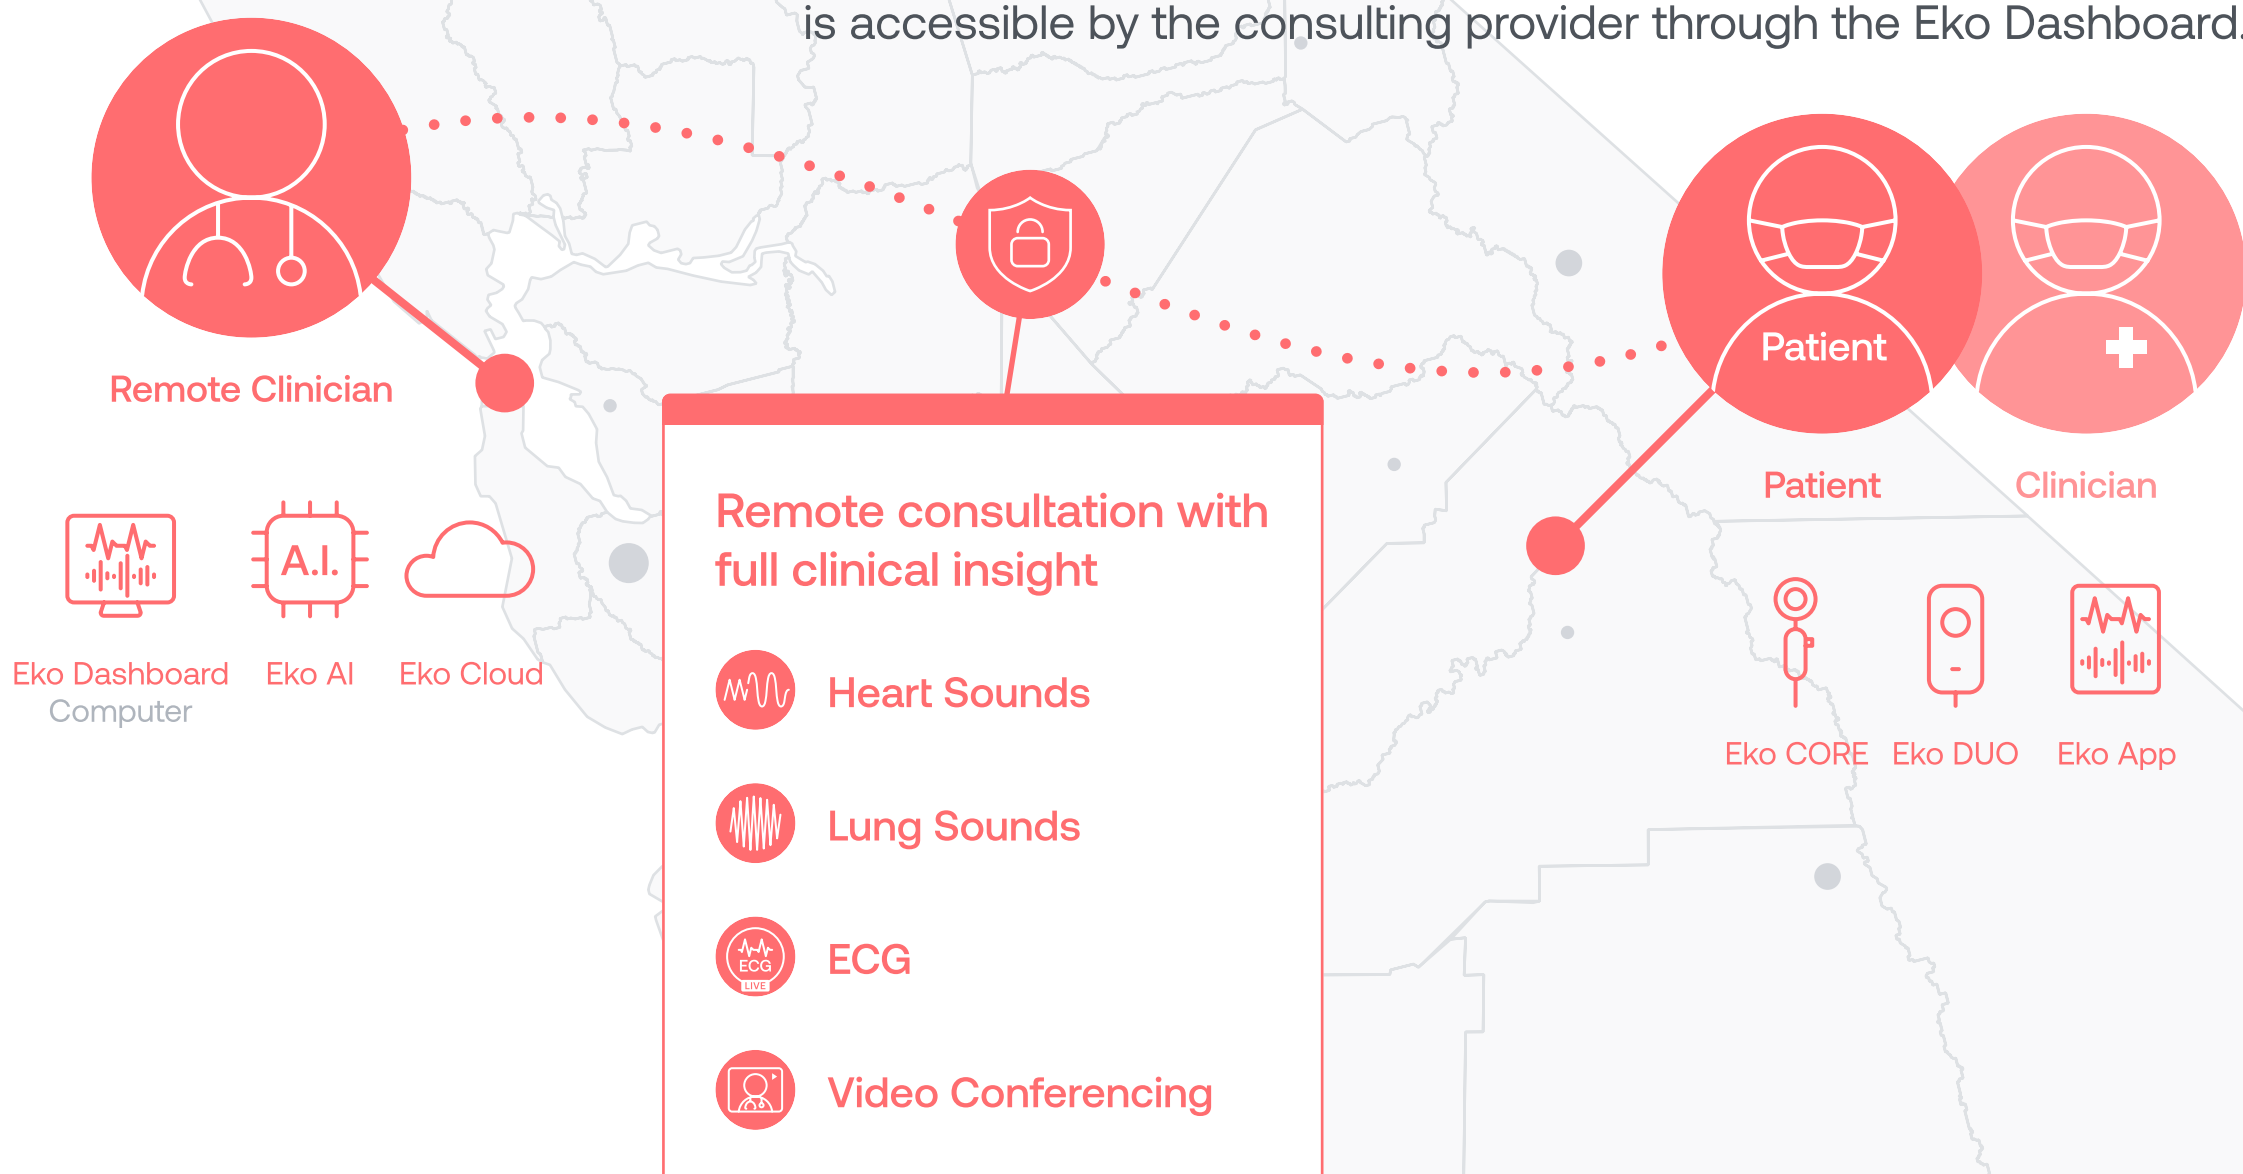 is accessible by the consulting provider through the Eko Dashboard.
Patient
Remote Clinician
Patient
Clinician
A.I.
Eko Dashboard
Computer
Eko AI
Eko Cloud
Remote consultation with
full clinical insight
Heart Sounds
Lung Sounds
ECG
LIVE
ECG
Video Conferencing
Eko CORE
Eko DUO
Eko App